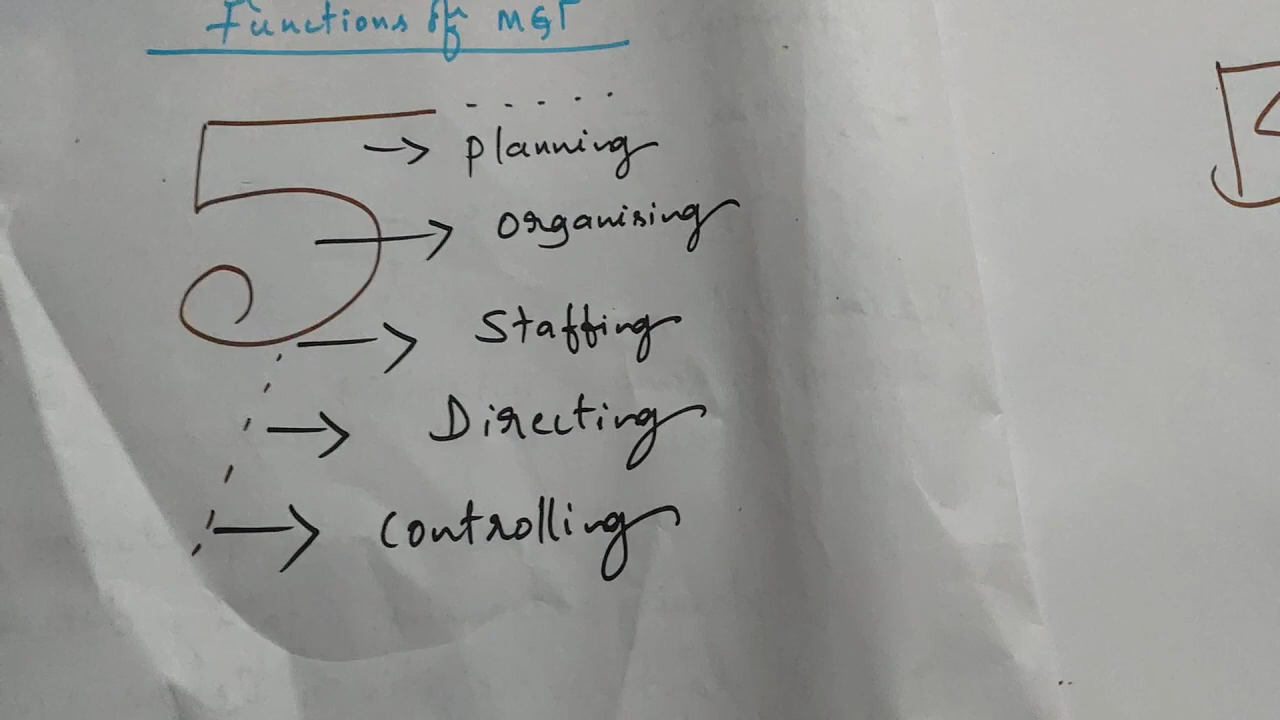 Functions of MGT
5
→ planning
→ organising
→ Staffing
→ Directing
→ Controlling